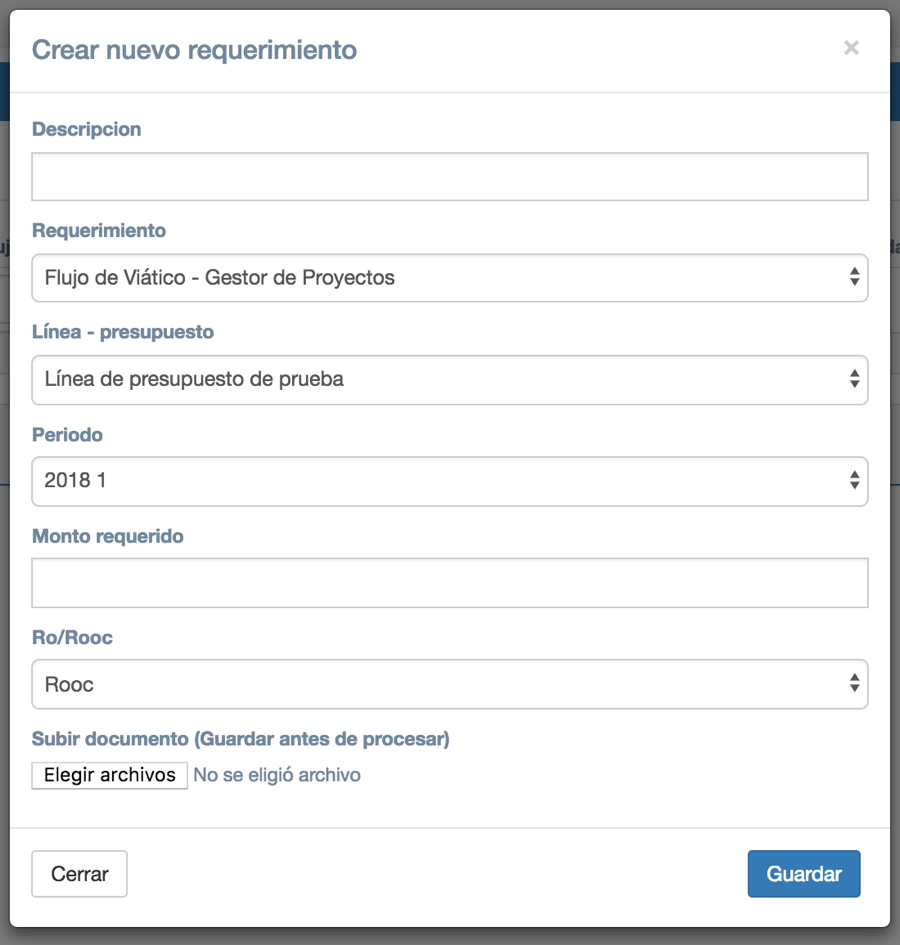 Crear nuevo requerimiento ×
Descripcion
Requerimiento
Flujo de Viático - Gestor de Proyectos
Línea - presupuesto
Línea de presupuesto de prueba
Periodo
2018 1
Monto requerido
Ro/Rooc
Rooc
Subir documento (Guardar antes de procesar)
Elegir archivos No se eligió archivo
Cerrar Guardar